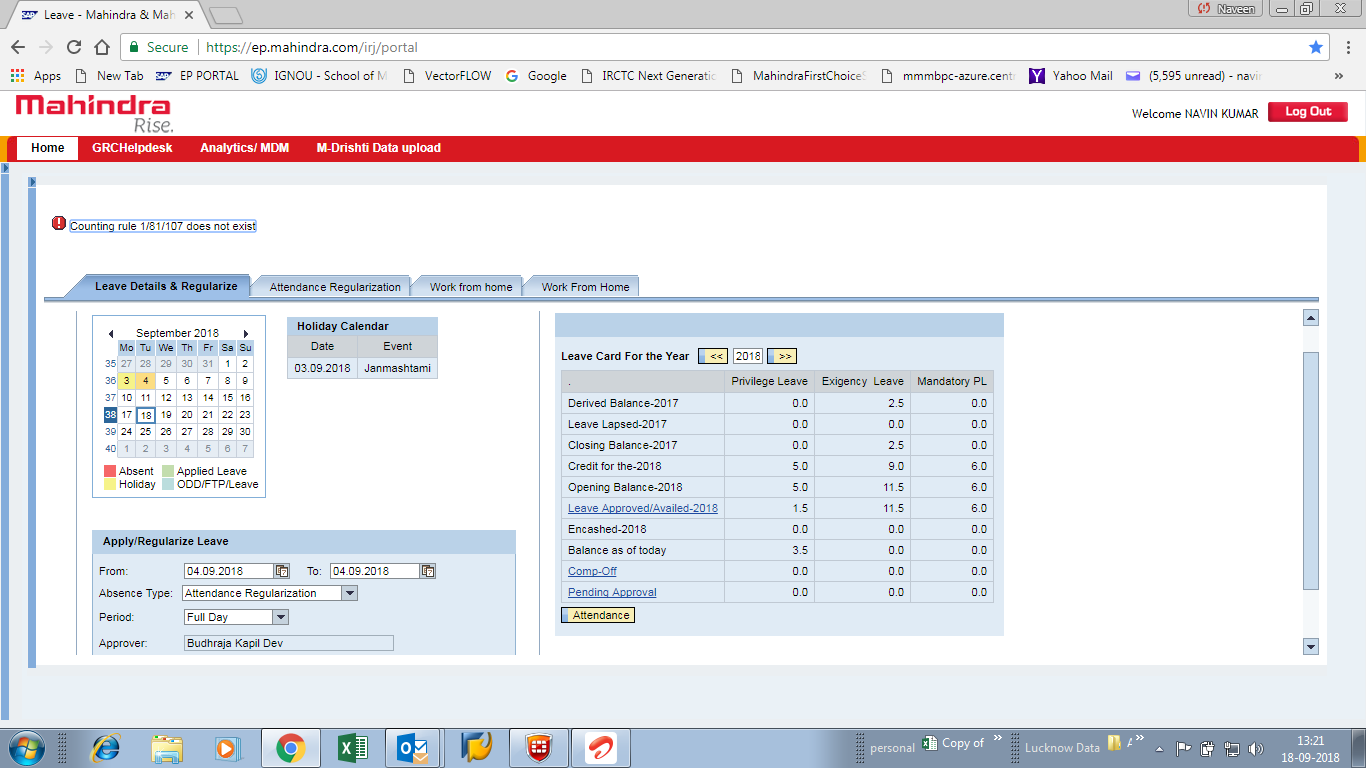 Leave - Mahindra & Mah
Naveen
Secure https://ep.mahindra.com/irj/portal
Apps New Tab EP PORTAL IGNOU - School of M VectorFLOW Google IRCTC Next Generatic MahindraFirstChoice mmmbpc-azure.cent Yahoo Mail (5,595 unread) - navin
Mahindra
Rise.
Welcome NAVIN KUMAR Log Out
Home GRCHelpdesk Analytics/ MDM M-Drishti Data upload
Counting rule 1/81/107 does not exist
Leave Details & Regularize Attendance Regularization Work from home Work From Home
September 2018
Mo Tu We Th Fr Sa Su
35 27 28 29 30 31 1 2
36 3 4 5 6 7 8 9
37 10 11 12 13 14 15 16
38 17 18 19 20 21 22 23
39 24 25 26 27 28 29 30
40 1 2 3 4 5 6 7
Absent Applied Leave
Holiday ODD/FTP/Leave
Holiday Calendar
Date Event
03.09.2018 Janmashtami
Apply/Regularize Leave
From: 04.09.2018 To: 04.09.2018
Absence Type: Attendance Regularization
Period: Full Day
Approver: Budhraja Kapil Dev
Leave Card For the Year << 2018 >>
. Privilege Leave Exigency Leave Mandatory PL
Derived Balance-2017 0.0 2.5 0.0
Leave Lapsed-2017 0.0 0.0 0.0
Closing Balance-2017 0.0 2.5 0.0
Credit for the-2018 5.0 9.0 6.0
Opening Balance-2018 5.0 11.5 6.0
Leave Approved/Availed-2018 1.5 11.5 6.0
Encashed-2018 0.0 0.0 0.0
Balance as of today 3.5 0.0 0.0
Comp-Off 0.0 0.0 0.0
Pending Approval 0.0 0.0 0.0
Attendance
personal Copy of Lucknow Data
13:21
18-09-2018